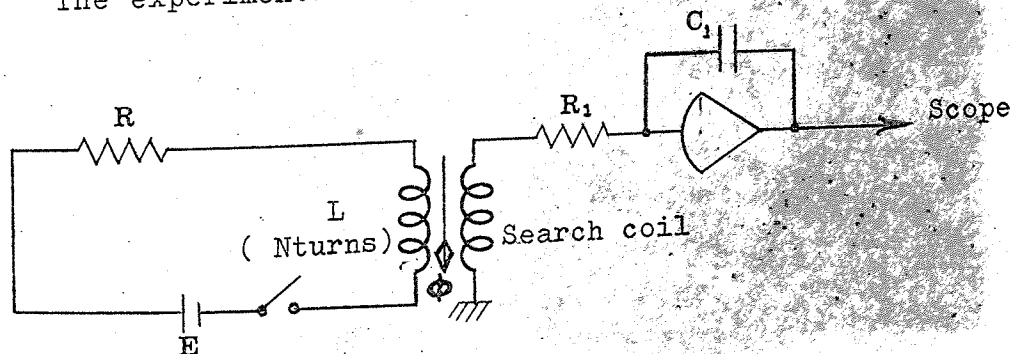 The experiment
C₁
R
R₁
Scope
L
( Nturns)
Search coil
Φ
E